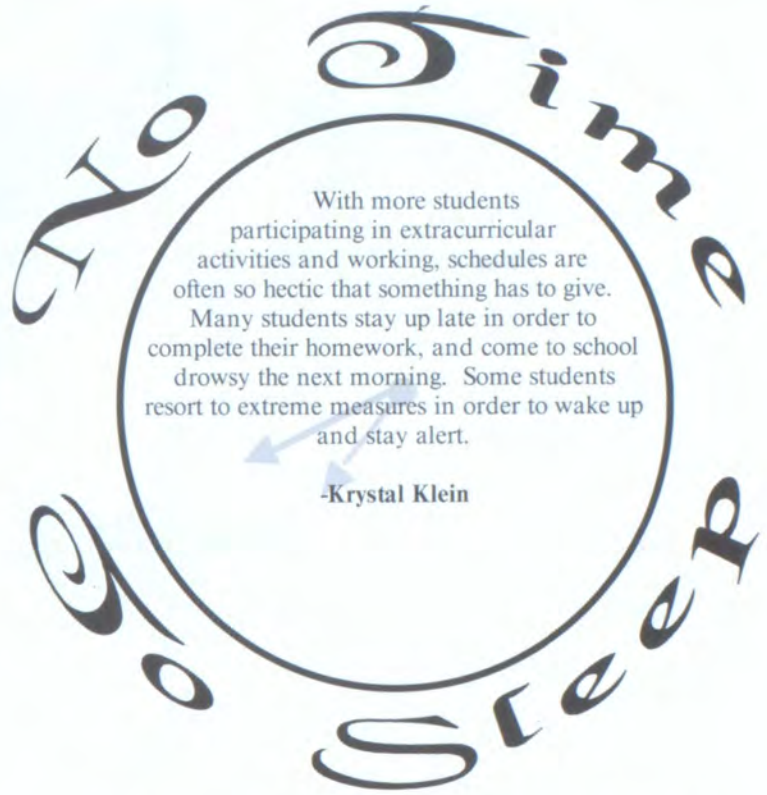 No Time
With more students
participating in extracurricular
activities and working, schedules are
often so hectic that something has to give.
Many students stay up late in order to
complete their homework, and come to school
drowsy the next morning. Some students
resort to extreme measures in order to wake up
and stay alert.
-Krystal Klein
To Sleep